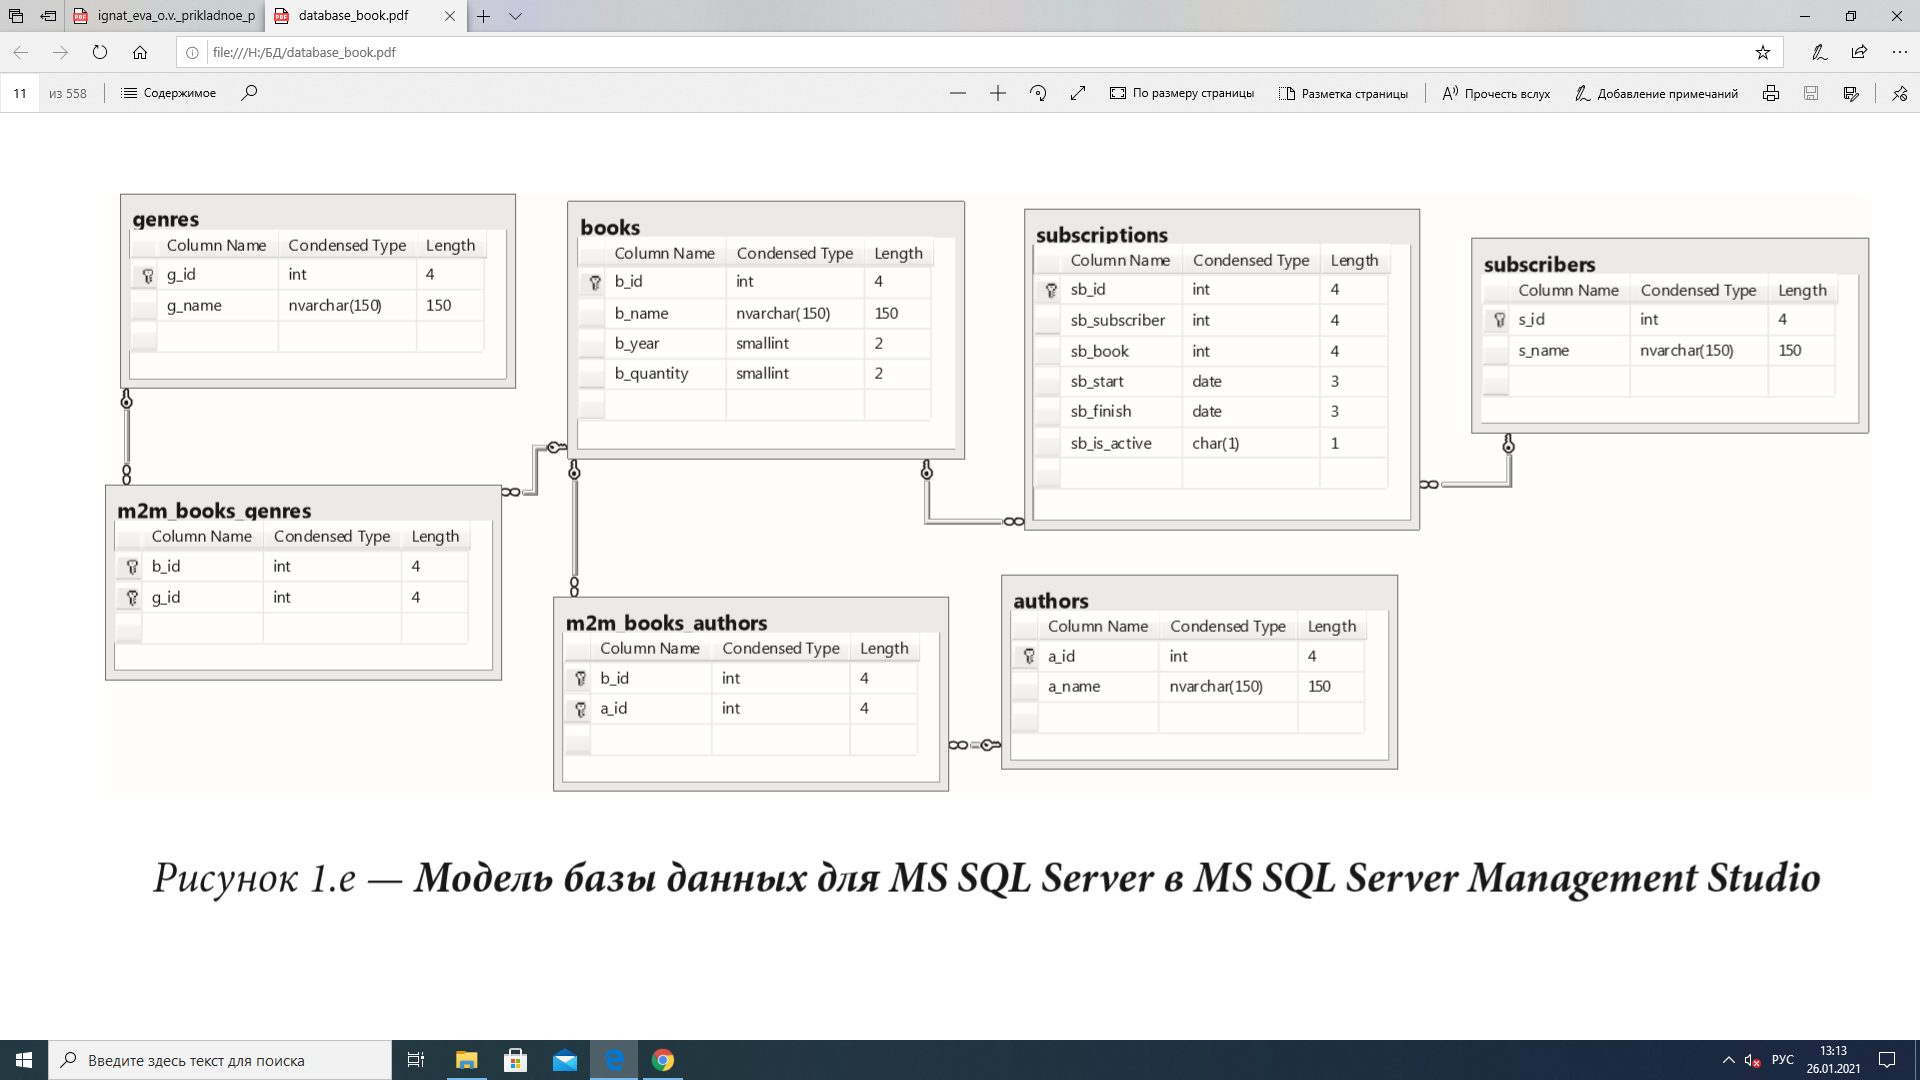 ignat_eva_o.v._prikladnoe_p
database_book.pdf
file:///H:/БД/database_book.pdf
11 из 558
Содержимое
По размеру страницы
Разметка страницы
Прочесть вслух
Добавление примечаний
genres
Column Name Condensed Type Length
g_id int 4
g_name nvarchar(150) 150
books
Column Name Condensed Type Length
b_id int 4
b_name nvarchar(150) 150
b_year smallint 2
b_quantity smallint 2
subscriptions
Column Name Condensed Type Length
sb_id int 4
sb_subscriber int 4
sb_book int 4
sb_start date 3
sb_finish date 3
sb_is_active char(1) 1
subscribers
Column Name Condensed Type Length
s_id int 4
s_name nvarchar(150) 150
m2m_books_genres
Column Name Condensed Type Length
b_id int 4
g_id int 4
m2m_books_authors
Column Name Condensed Type Length
b_id int 4
a_id int 4
authors
Column Name Condensed Type Length
a_id int 4
a_name nvarchar(150) 150
Рисунок 1.e — Модель базы данных для MS SQL Server в MS SQL Server Management Studio
Введите здесь текст для поиска
РУС
13:13
26.01.2021